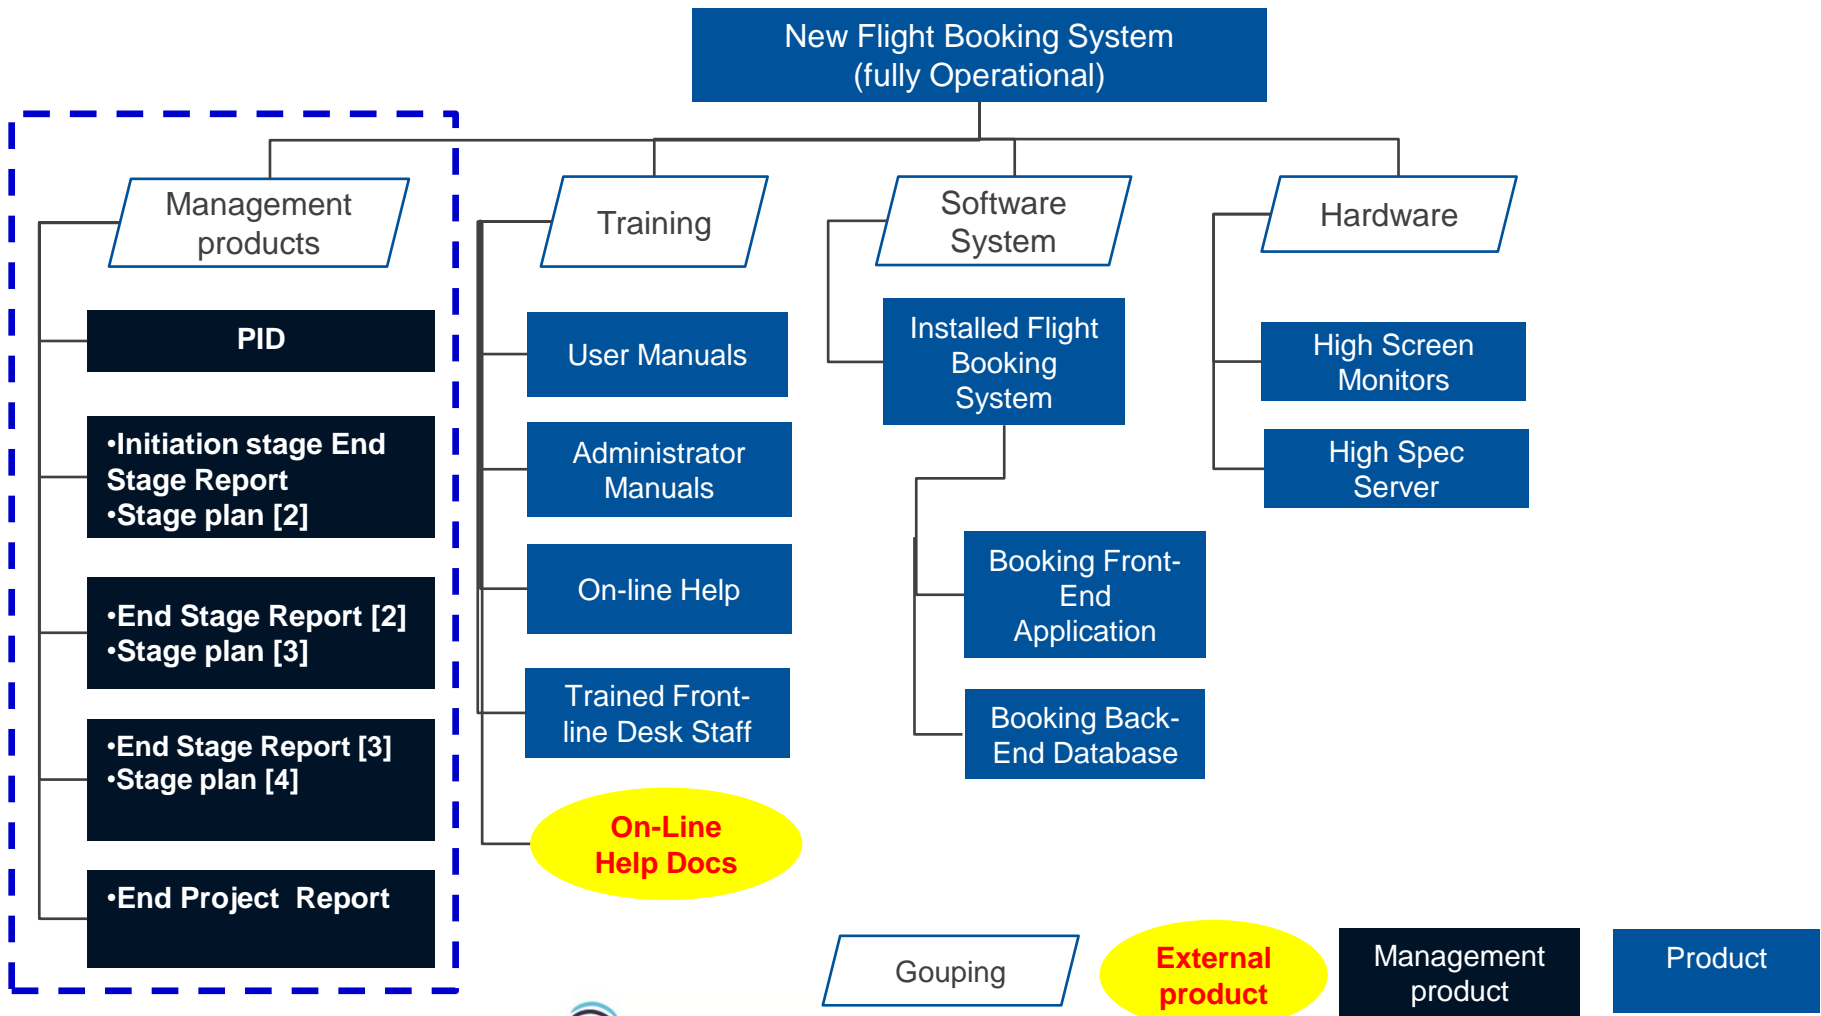 New Flight Booking System
(fully Operational)
Management
products
Training
Software
System
Hardware
PID
•Initiation stage End
Stage Report
•Stage plan [2]
•End Stage Report [2]
•Stage plan [3]
•End Stage Report [3]
•Stage plan [4]
•End Project Report
User Manuals
Administrator
Manuals
On-line Help
Trained Front-
line Desk Staff
On-Line
Help Docs
Installed Flight
Booking
System
Booking Front-
End
Application
Booking Back-
End Database
High Screen
Monitors
High Spec
Server
Gouping
External
product
Management
product
Product